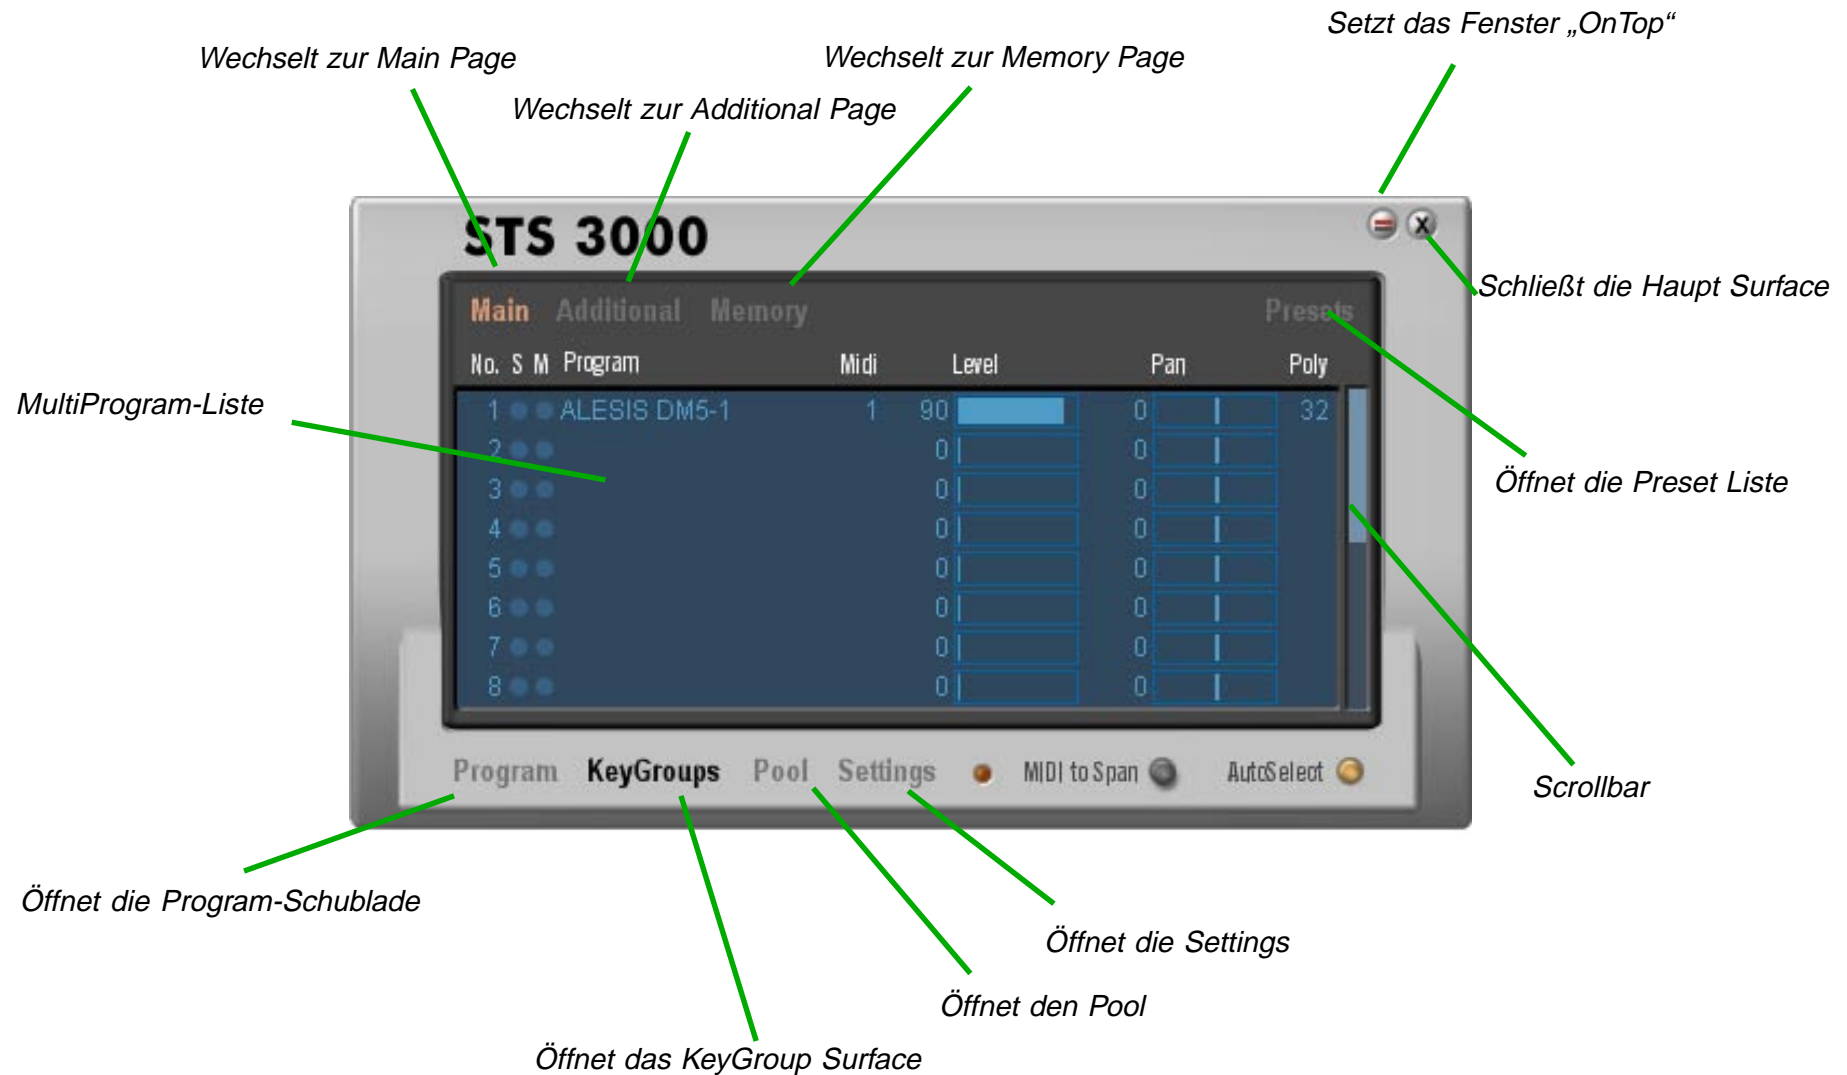 Setzt das Fenster „OnTop“
Wechselt zur Main Page
Wechselt zur Memory Page
Wechselt zur Additional Page
STS 3000
X
Schließt die Haupt Surface
Main Additional Memory Presets
No. S M Program Midi Level Pan Poly
MultiProgram-Liste
1 ALESIS DM5-1 1 90 0 32
2 0 0
3 0 0
Öffnet die Preset Liste
4 0 0
5 0 0
6 0 0
7 0 0
8 0 0
Program KeyGroups Pool Settings MIDI to Span AutoSelect
Scrollbar
Öffnet die Program-Schublade
Öffnet die Settings
Öffnet den Pool
Öffnet das KeyGroup Surface